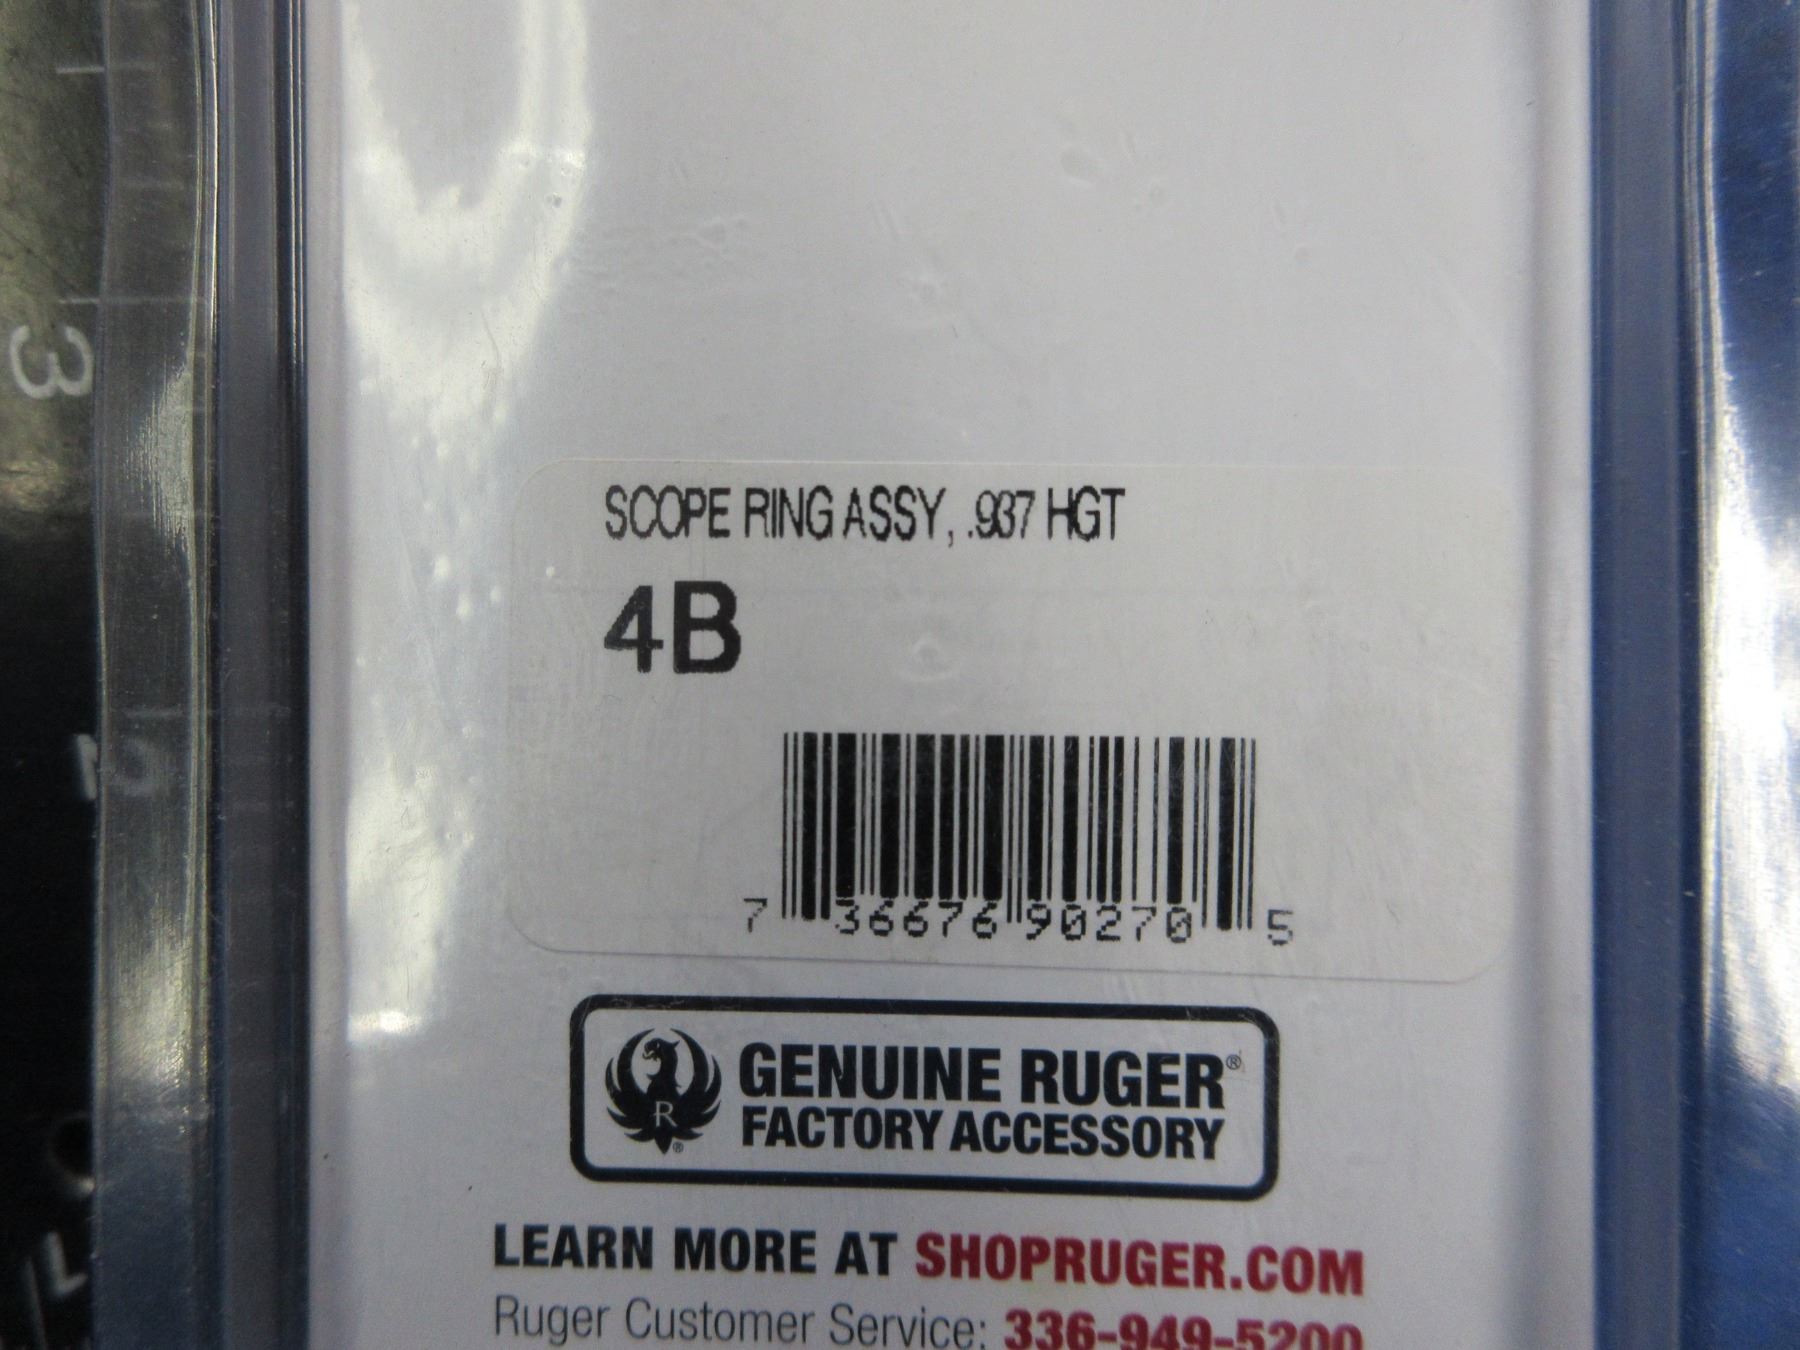 SCOPE RING ASSY, .937 HGT
4B
7 36676 90270 5
R
GENUINE RUGER®
FACTORY ACCESSORY
®
LEARN MORE AT SHOPRUGER.COM
Ruger Customer Service: 336-949-5200
3